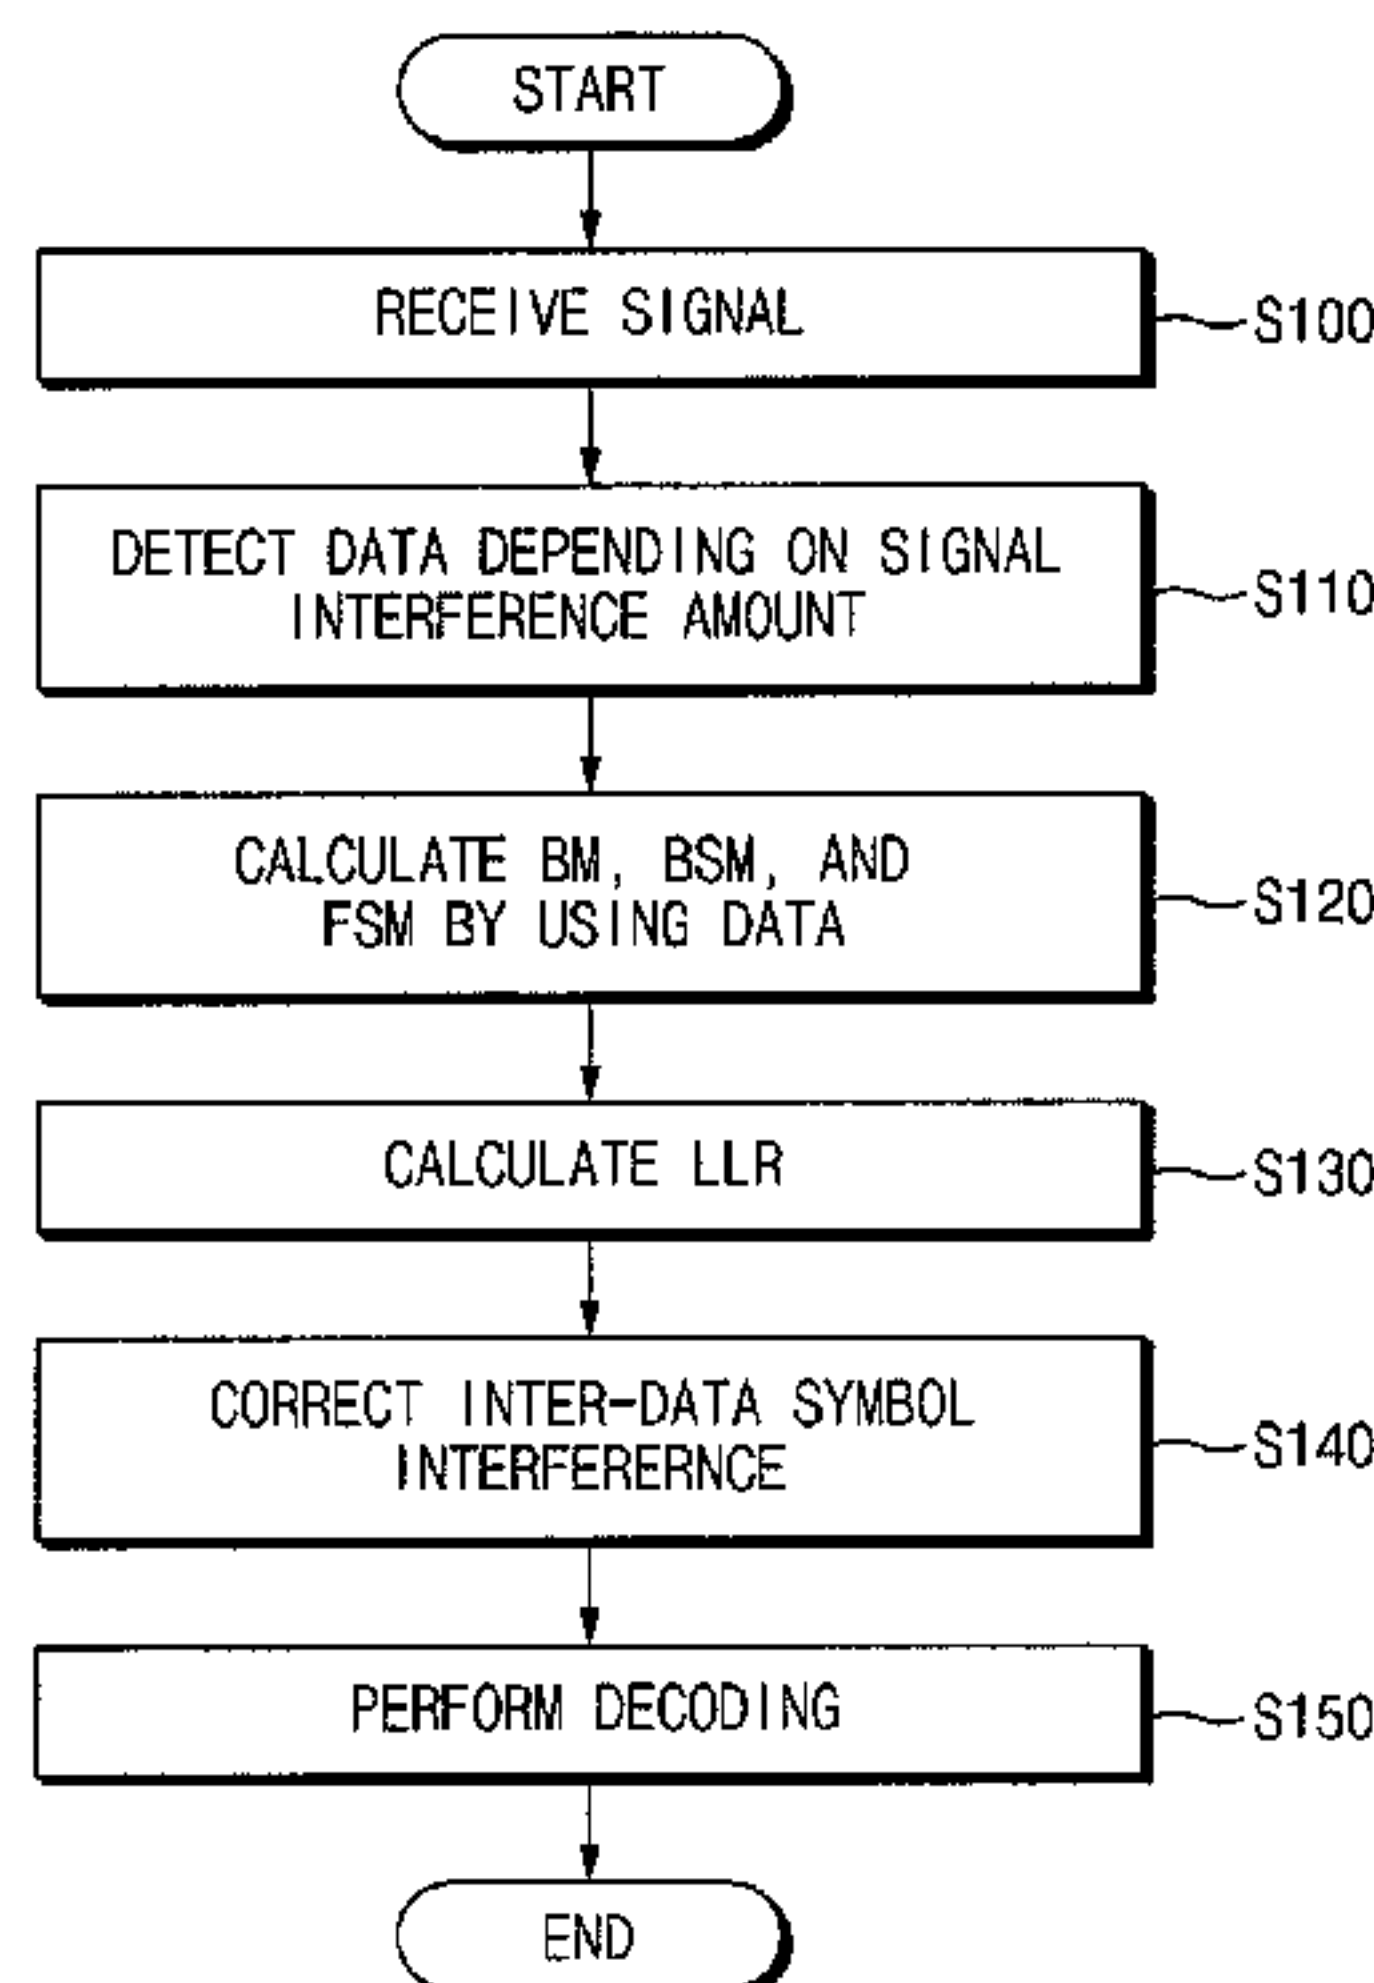 START
RECEIVE SIGNAL
S100
DETECT DATA DEPENDING ON SIGNAL
INTERFERENCE AMOUNT
S110
CALCULATE BM, BSM, AND
FSM BY USING DATA
S120
CALCULATE LLR
S130
CORRECT INTER-DATA SYMBOL
INTERFERERNCE
S140
PERFORM DECODING
S150
END